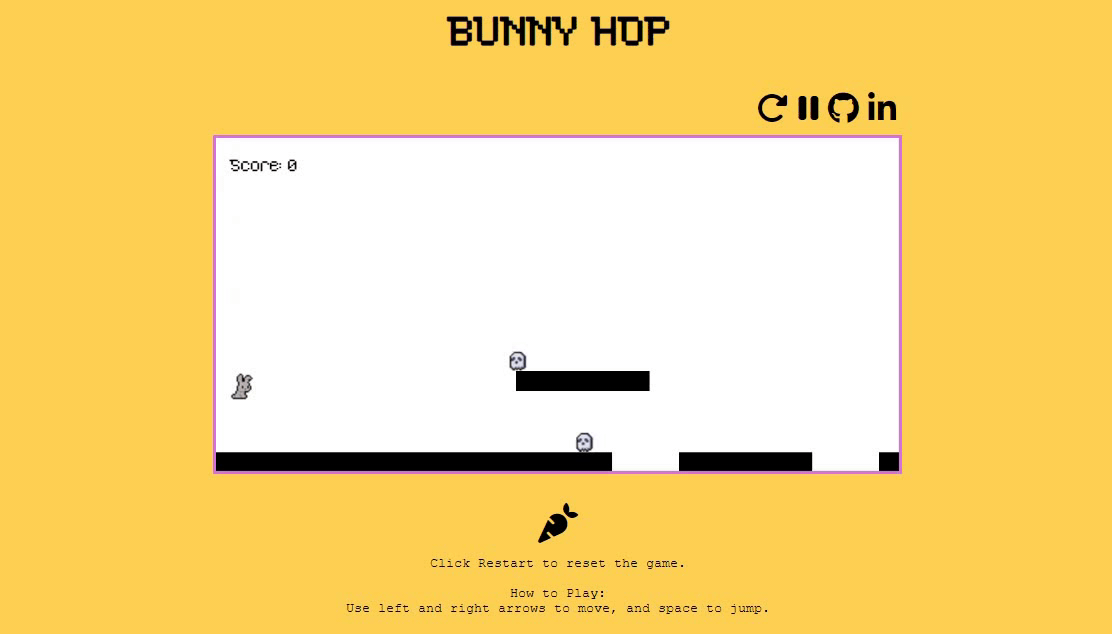 BUNNY HOP
in
Score: 0
Click Restart to reset the game.
How to Play:
Use left and right arrows to move, and space to jump.